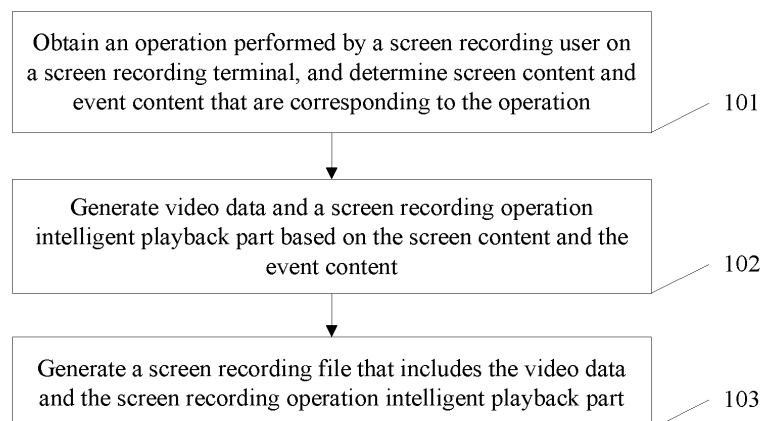 Obtain an operation performed by a screen recording user on
a screen recording terminal, and determine screen content and
event content that are corresponding to the operation
101
Generate video data and a screen recording operation
intelligent playback part based on the screen content and the
event content
102
Generate a screen recording file that includes the video data
and the screen recording operation intelligent playback part
103